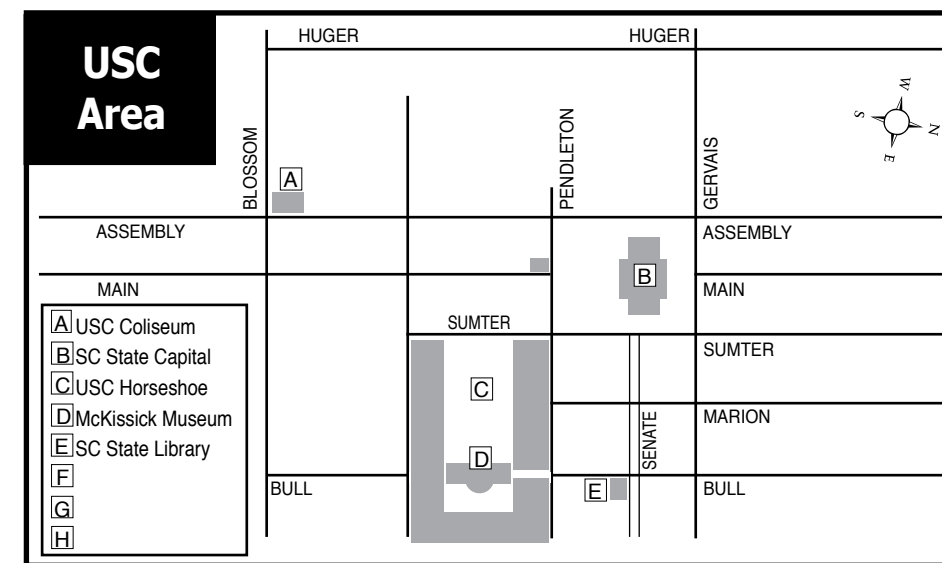 USC
Area
HUGER
HUGER
BLOSSOM
PENDLETON
GERVAIS
W
S
N
E
A
ASSEMBLY
ASSEMBLY
B
MAIN
MAIN
SUMTER
SUMTER
C
MARION
SENATE
D
BULL
E
BULL
A USC Coliseum
B SC State Capital
C USC Horseshoe
D McKissick Museum
E SC State Library
F
G
H